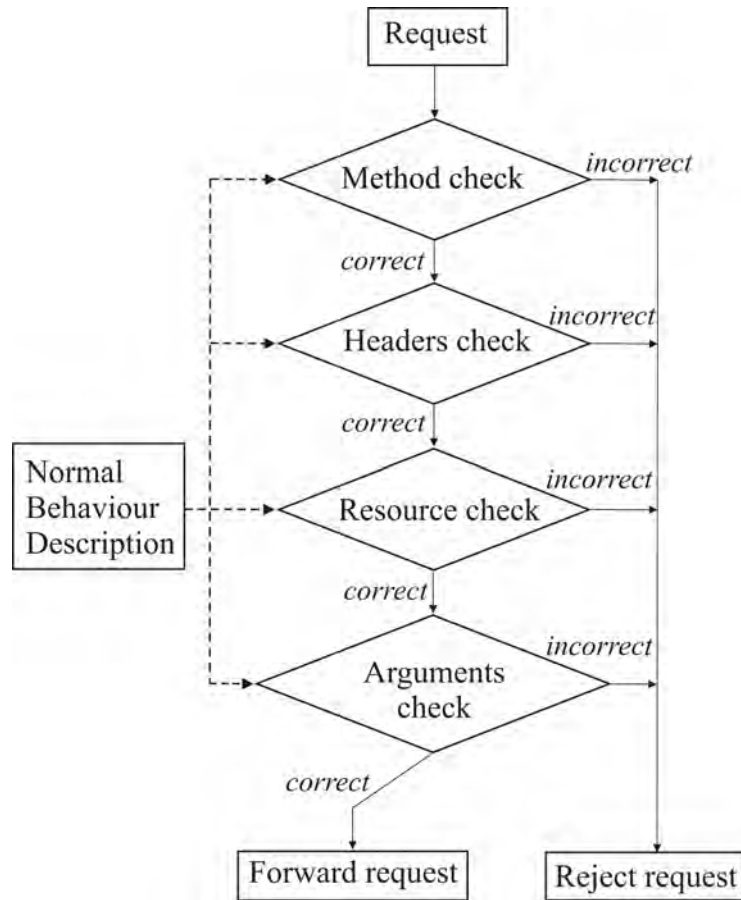 Request
Method check
incorrect
correct
Headers check
incorrect
correct
Normal
Behaviour
Description
Resource check
incorrect
correct
Arguments
check
incorrect
correct
Forward request
Reject request